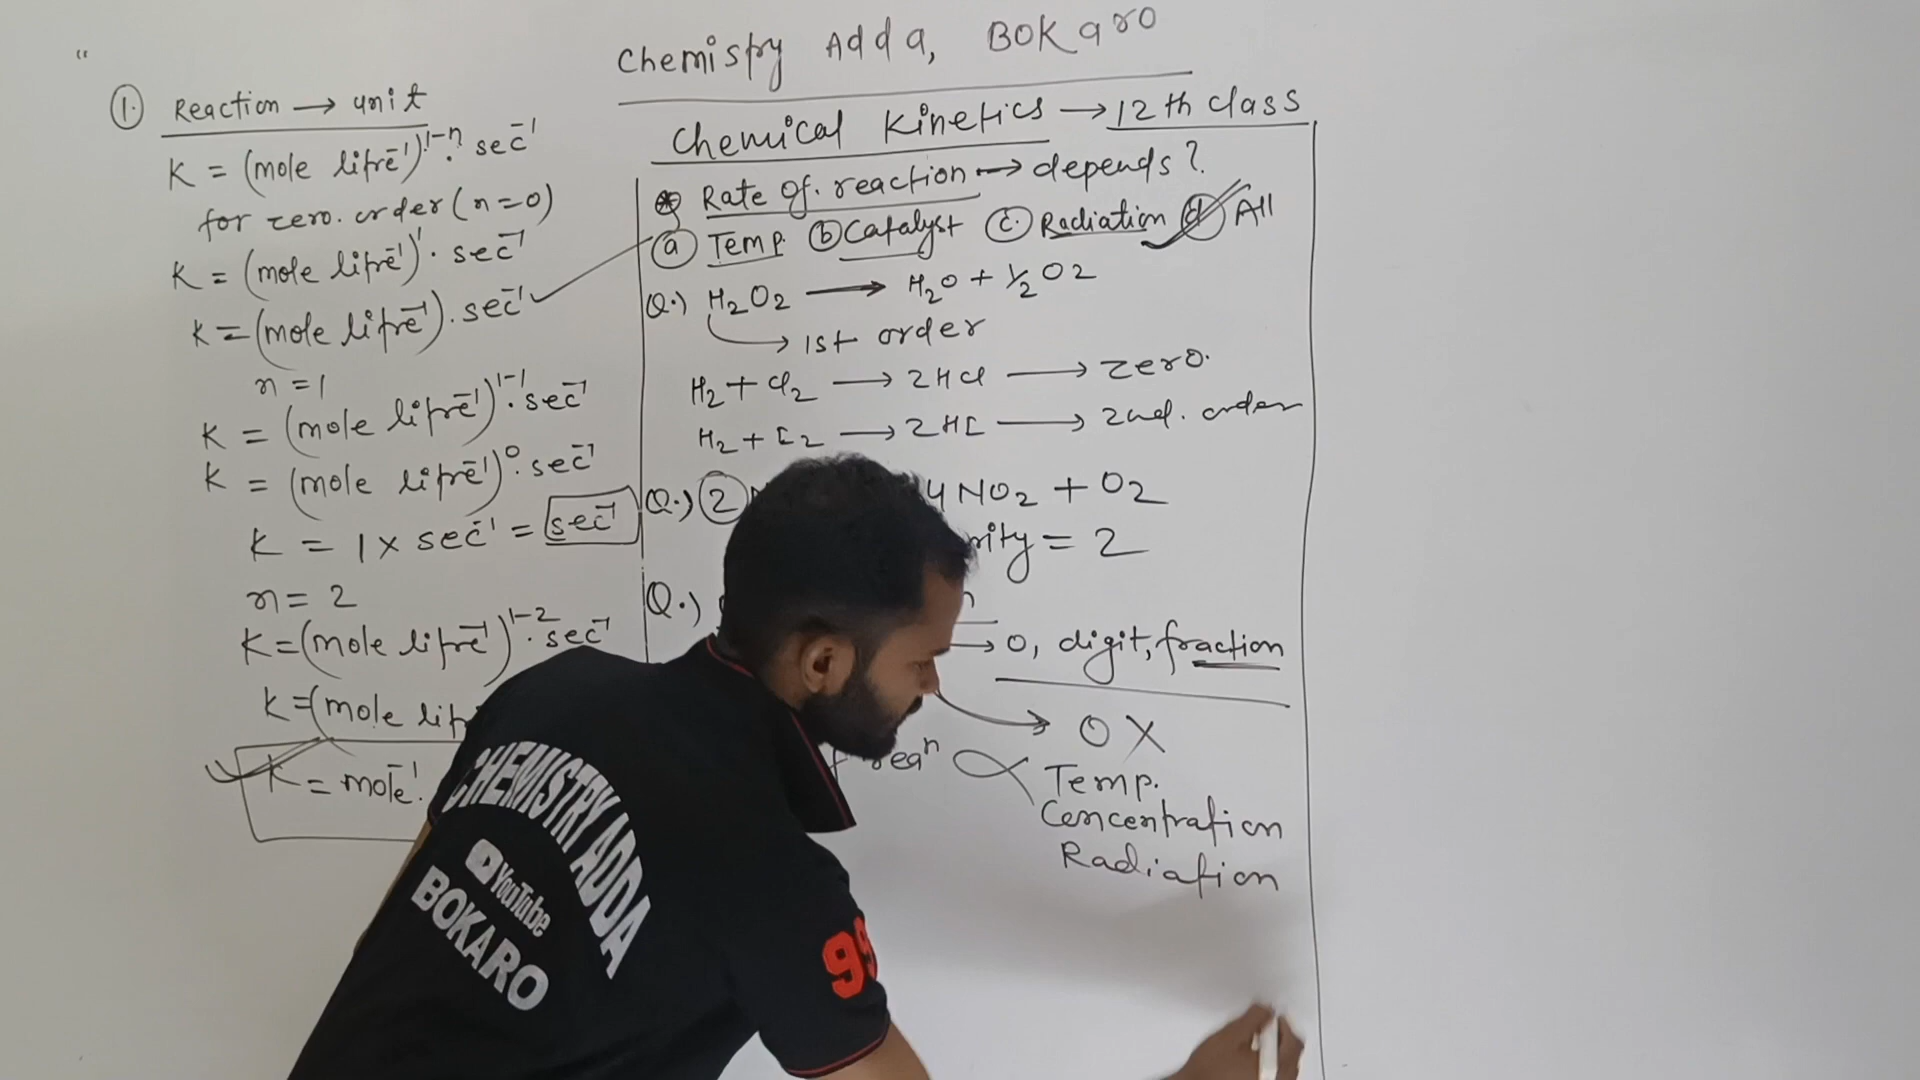 Chemistry Adda, BOKaro
Chemical Kinetics → 12th class
① Reaction → unit
K = (mole litre⁻¹)¹⁻ⁿ. sec⁻¹
for zero. order (n=0)
K = (mole litre⁻¹)¹. sec⁻¹
K = (mole litre⁻¹). sec⁻¹
n = 1
K = (mole litre⁻¹)¹⁻¹. sec⁻¹
K = (mole litre⁻¹)⁰. sec⁻¹
K = 1 x sec⁻¹ = sec⁻¹
n = 2
K = (mole litre⁻¹)¹⁻². sec⁻¹
K = (mole
K = mole⁻¹.
Rate of. reaction → depends?
ⓐ Temp. ⓑ Catalyst ⓒ Radiation ⓓ All
Q.) H₂O₂ → H₂O + ½O₂
→ 1st order
H₂ + Cl₂ → 2HCl → zero.
H₂ + I₂ → 2HI → 2nd. order
Q.) ② 4NO₂ + O₂
= 2
Q.)
→ 0, digit, fraction
→ 0 X
reaⁿ Temp.
Concentration
Radiation
CHEMISTRY ADDA
YouTube
BOKARO